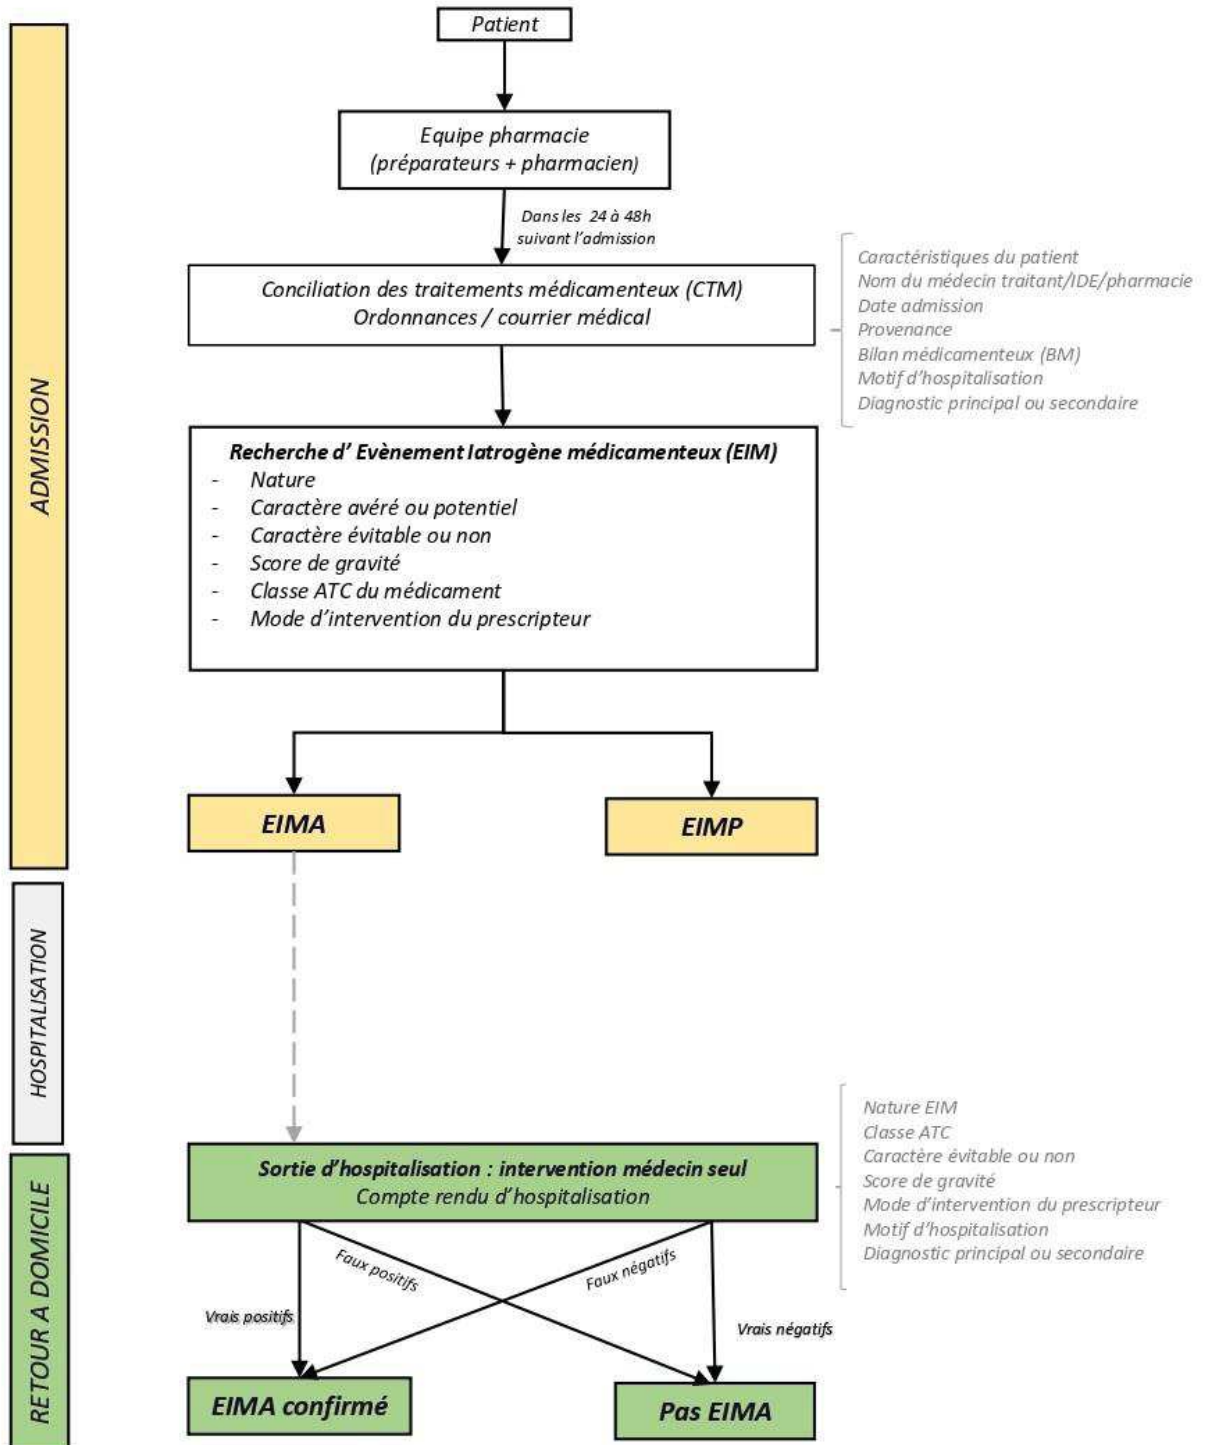 Patient
Equipe pharmacie
(préparateurs + pharmacien)
Dans les 24 à 48h
suivant l'admission
Conciliation des traitements médicamenteux (CTM)
Ordonnances / courrier médical
Caractéristiques du patient
Nom du médecin traitant/IDE/pharmacie
Date admission
Provenance
Bilan médicamenteux (BM)
Motif d'hospitalisation
Diagnostic principal ou secondaire
ADMISSION
Recherche d' Evènement Iatrogène médicamenteux (EIM)
- Nature
- Caractère avéré ou potentiel
- Caractère évitable ou non
- Score de gravité
- Classe ATC du médicament
- Mode d'intervention du prescripteur
EIMA
EIMP
HOSPITALISATION
Sortie d'hospitalisation : intervention médecin seul
Compte rendu d'hospitalisation
Nature EIM
Classe ATC
Caractère évitable ou non
Score de gravité
Mode d'intervention du prescripteur
Motif d'hospitalisation
Diagnostic principal ou secondaire
RETOUR A DOMICILE
Faux positifs
Faux négatifs
Vrais positifs
Vrais négatifs
EIMA confirmé
Pas EIMA